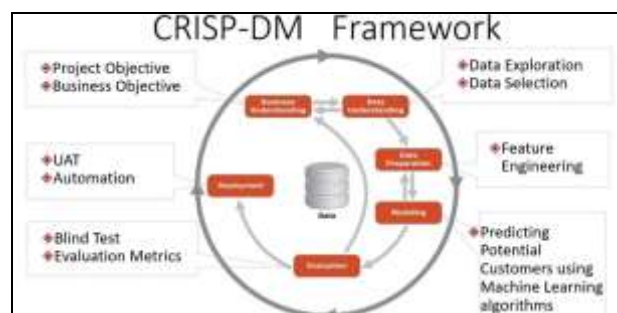 CRISP-DM Framework
Project Objective
Business Objective
Data Exploration
Data Selection
Business
Understanding
Data
Understanding
UAT
Automation
Feature
Engineering
Data
Preparation
Deployment
Data
Modeling
Blind Test
Evaluation Metrics
Evaluation
Predicting
Potential
Customers using
Machine Learning
algorithms